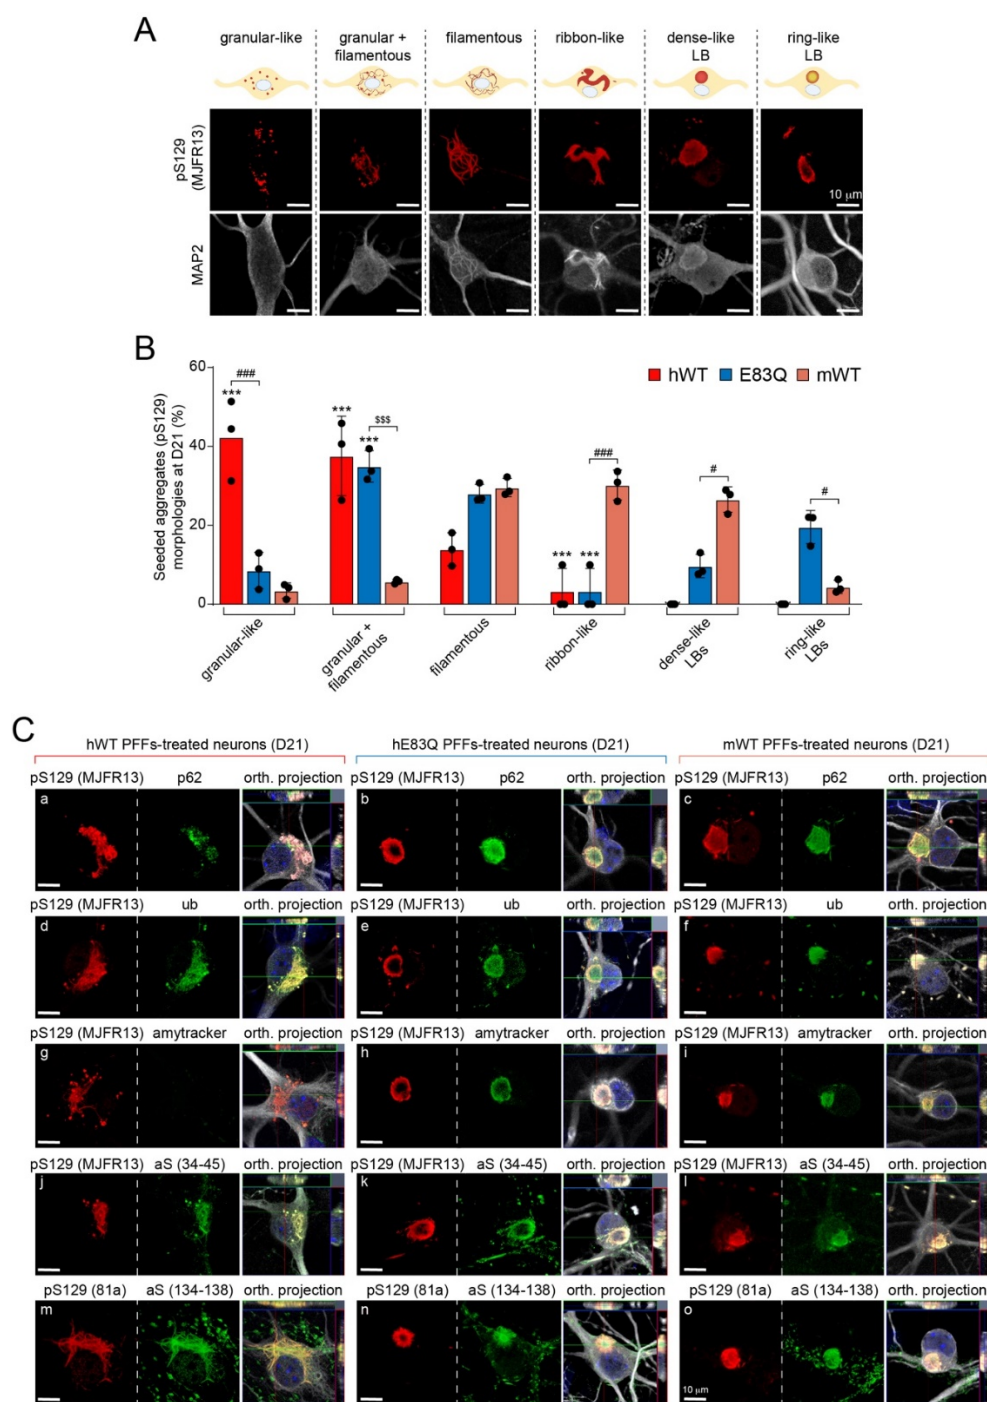 A
granular-like
granular +
filamentous
filamentous
ribbon-like
dense-like
LB
ring-like
LB
pS129
(MJFR13)
10 µm
MAP2
B
Seeded aggregates (pS129)
morphologies at D21 (%)
60
40
20
0
hWT
E83Q
mWT
***
###
***
***
$$$
***
***
###
#
#
granular-like
granular +
filamentous
filamentous
ribbon-like
dense-like
LBs
ring-like
LBs
C
hWT PFFs-treated neurons (D21)
hE83Q PFFs-treated neurons (D21)
mWT PFFs-treated neurons (D21)
pS129 (MJFR13) p62 orth. projection pS129 (MJFR13) p62 orth. projection pS129 (MJFR13) p62 orth. projection
a b c
pS129 (MJFR13) ub orth. projection pS129 (MJFR13) ub orth. projection pS129 (MJFR13) ub orth. projection
d e f
pS129 (MJFR13) amytracker orth. projection pS129 (MJFR13) amytracker orth. projection pS129 (MJFR13) amytracker orth. projection
g h i
pS129 (MJFR13) aS (34-45) orth. projection pS129 (MJFR13) aS (34-45) orth. projection pS129 (MJFR13) aS (34-45) orth. projection
j k l
pS129 (81a) aS (134-138) orth. projection pS129 (81a) aS (134-138) orth. projection pS129 (81a) aS (134-138) orth. projection
m n o
10 µm